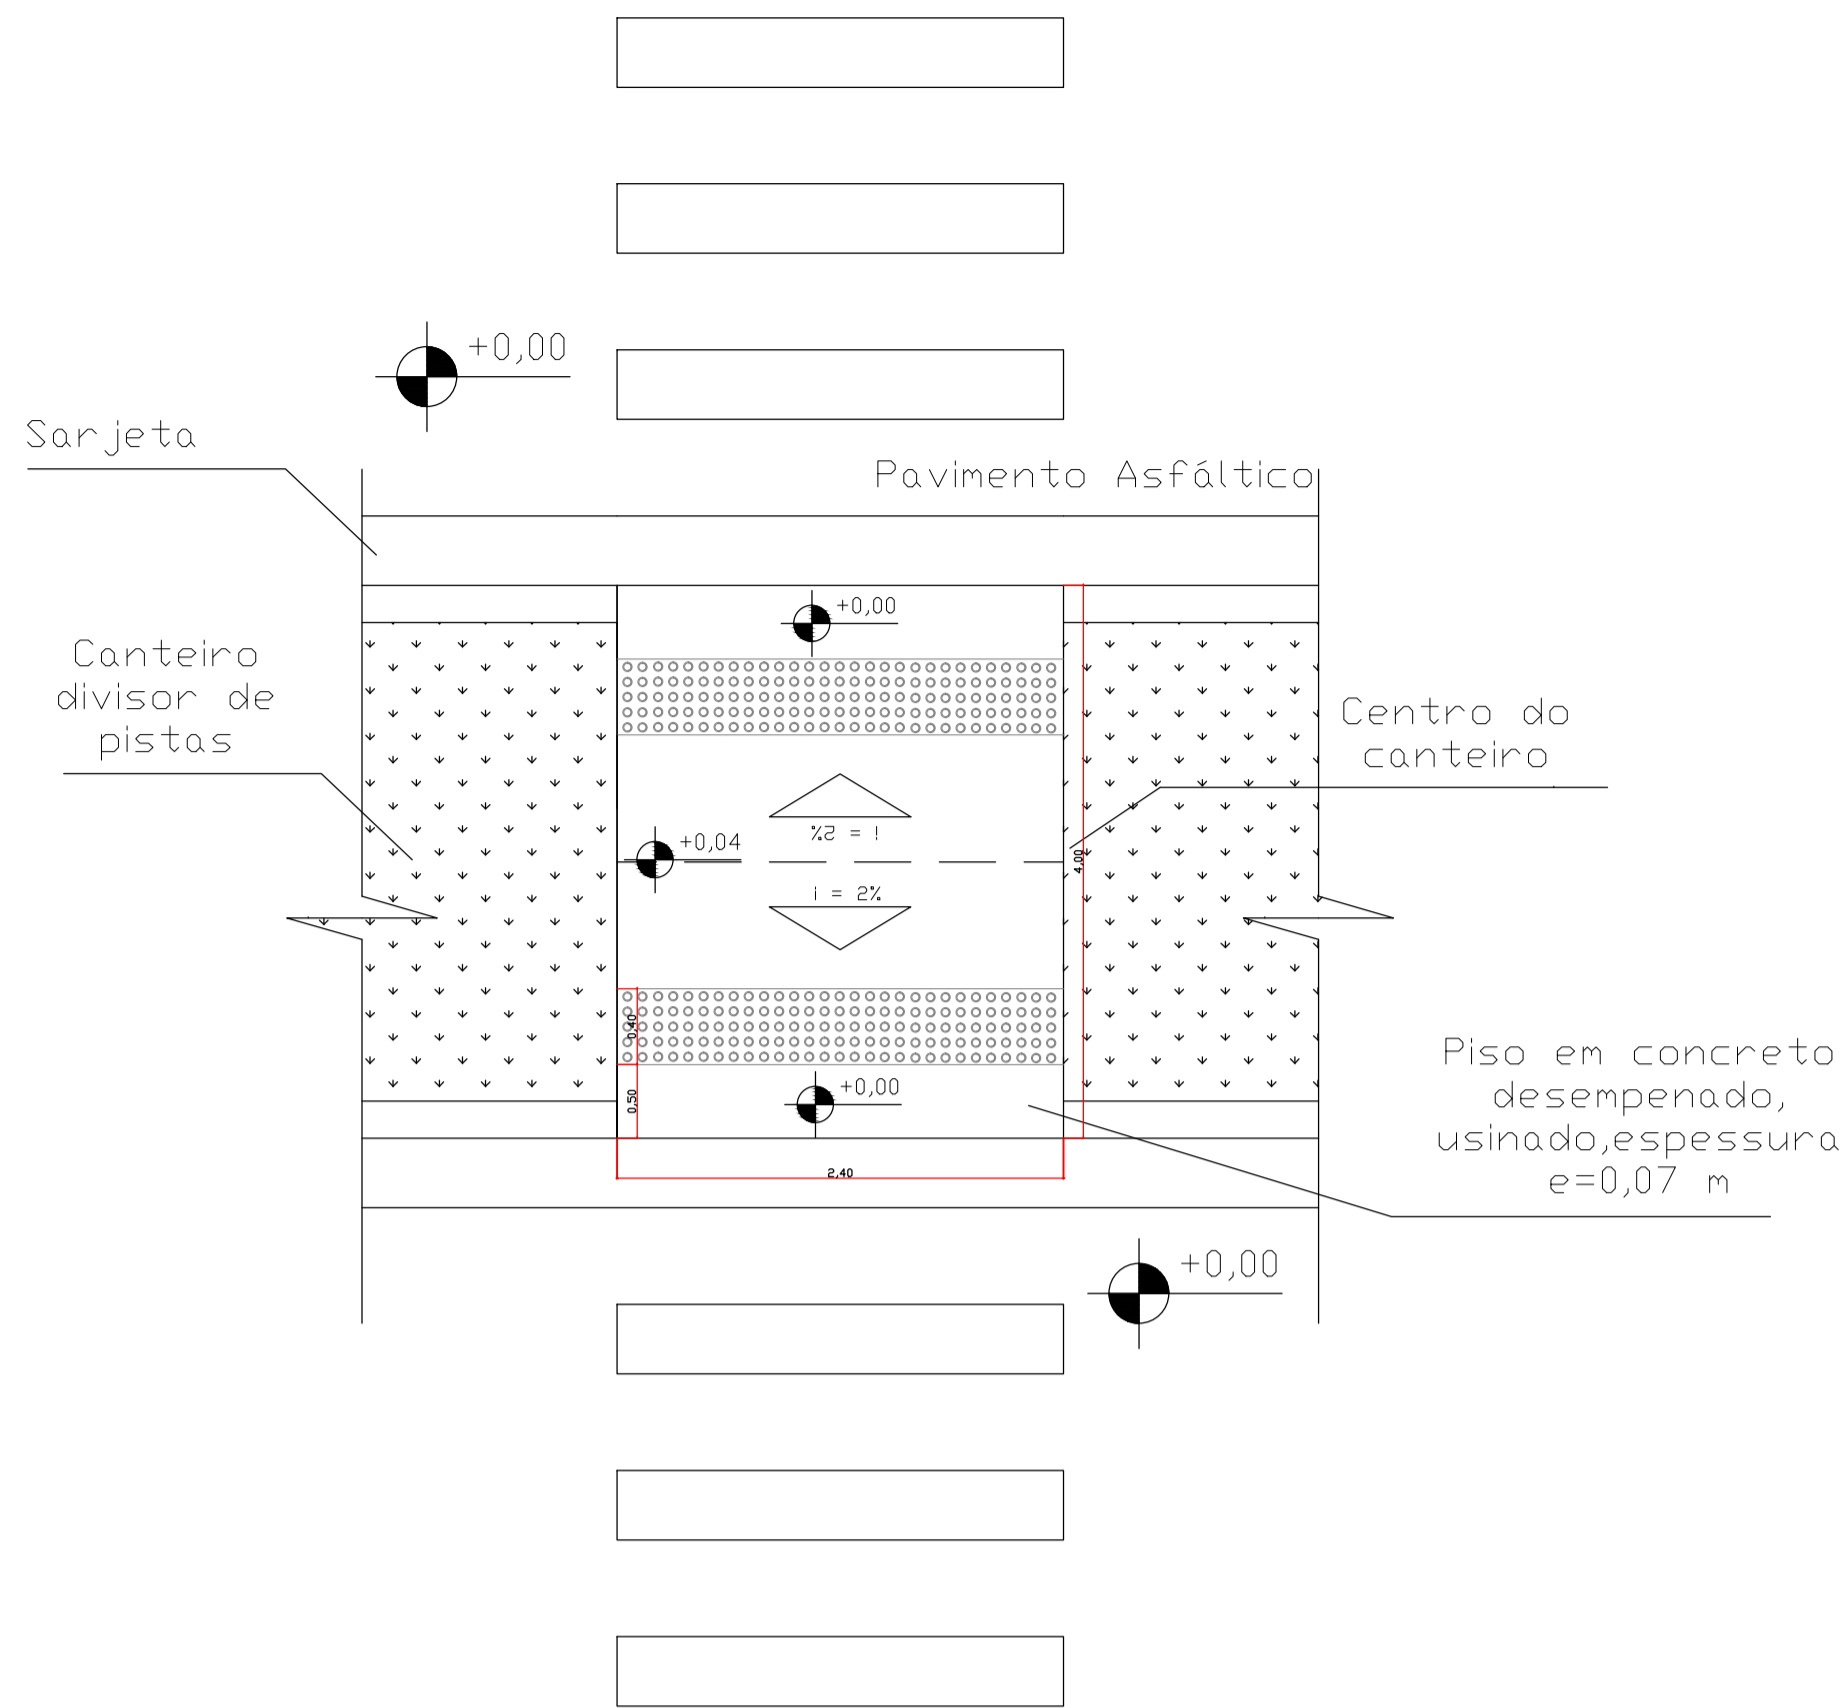 +0,00
Sarjeta
Pavimento Asfáltico
+0,00
Canteiro
divisor de
pistas
Centro do
canteiro
i = 2%
+0,04
4,00
i = 2%
0,40
0,50
+0,00
Piso em concreto
desempenado,
usinado,espessura
e=0,07 m
2,40
+0,00